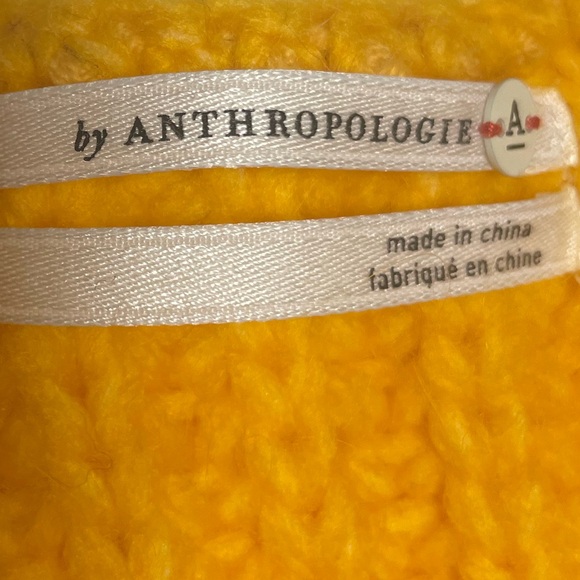 by ANTHROPOLOGIE A
made in china
fabriqué en chine